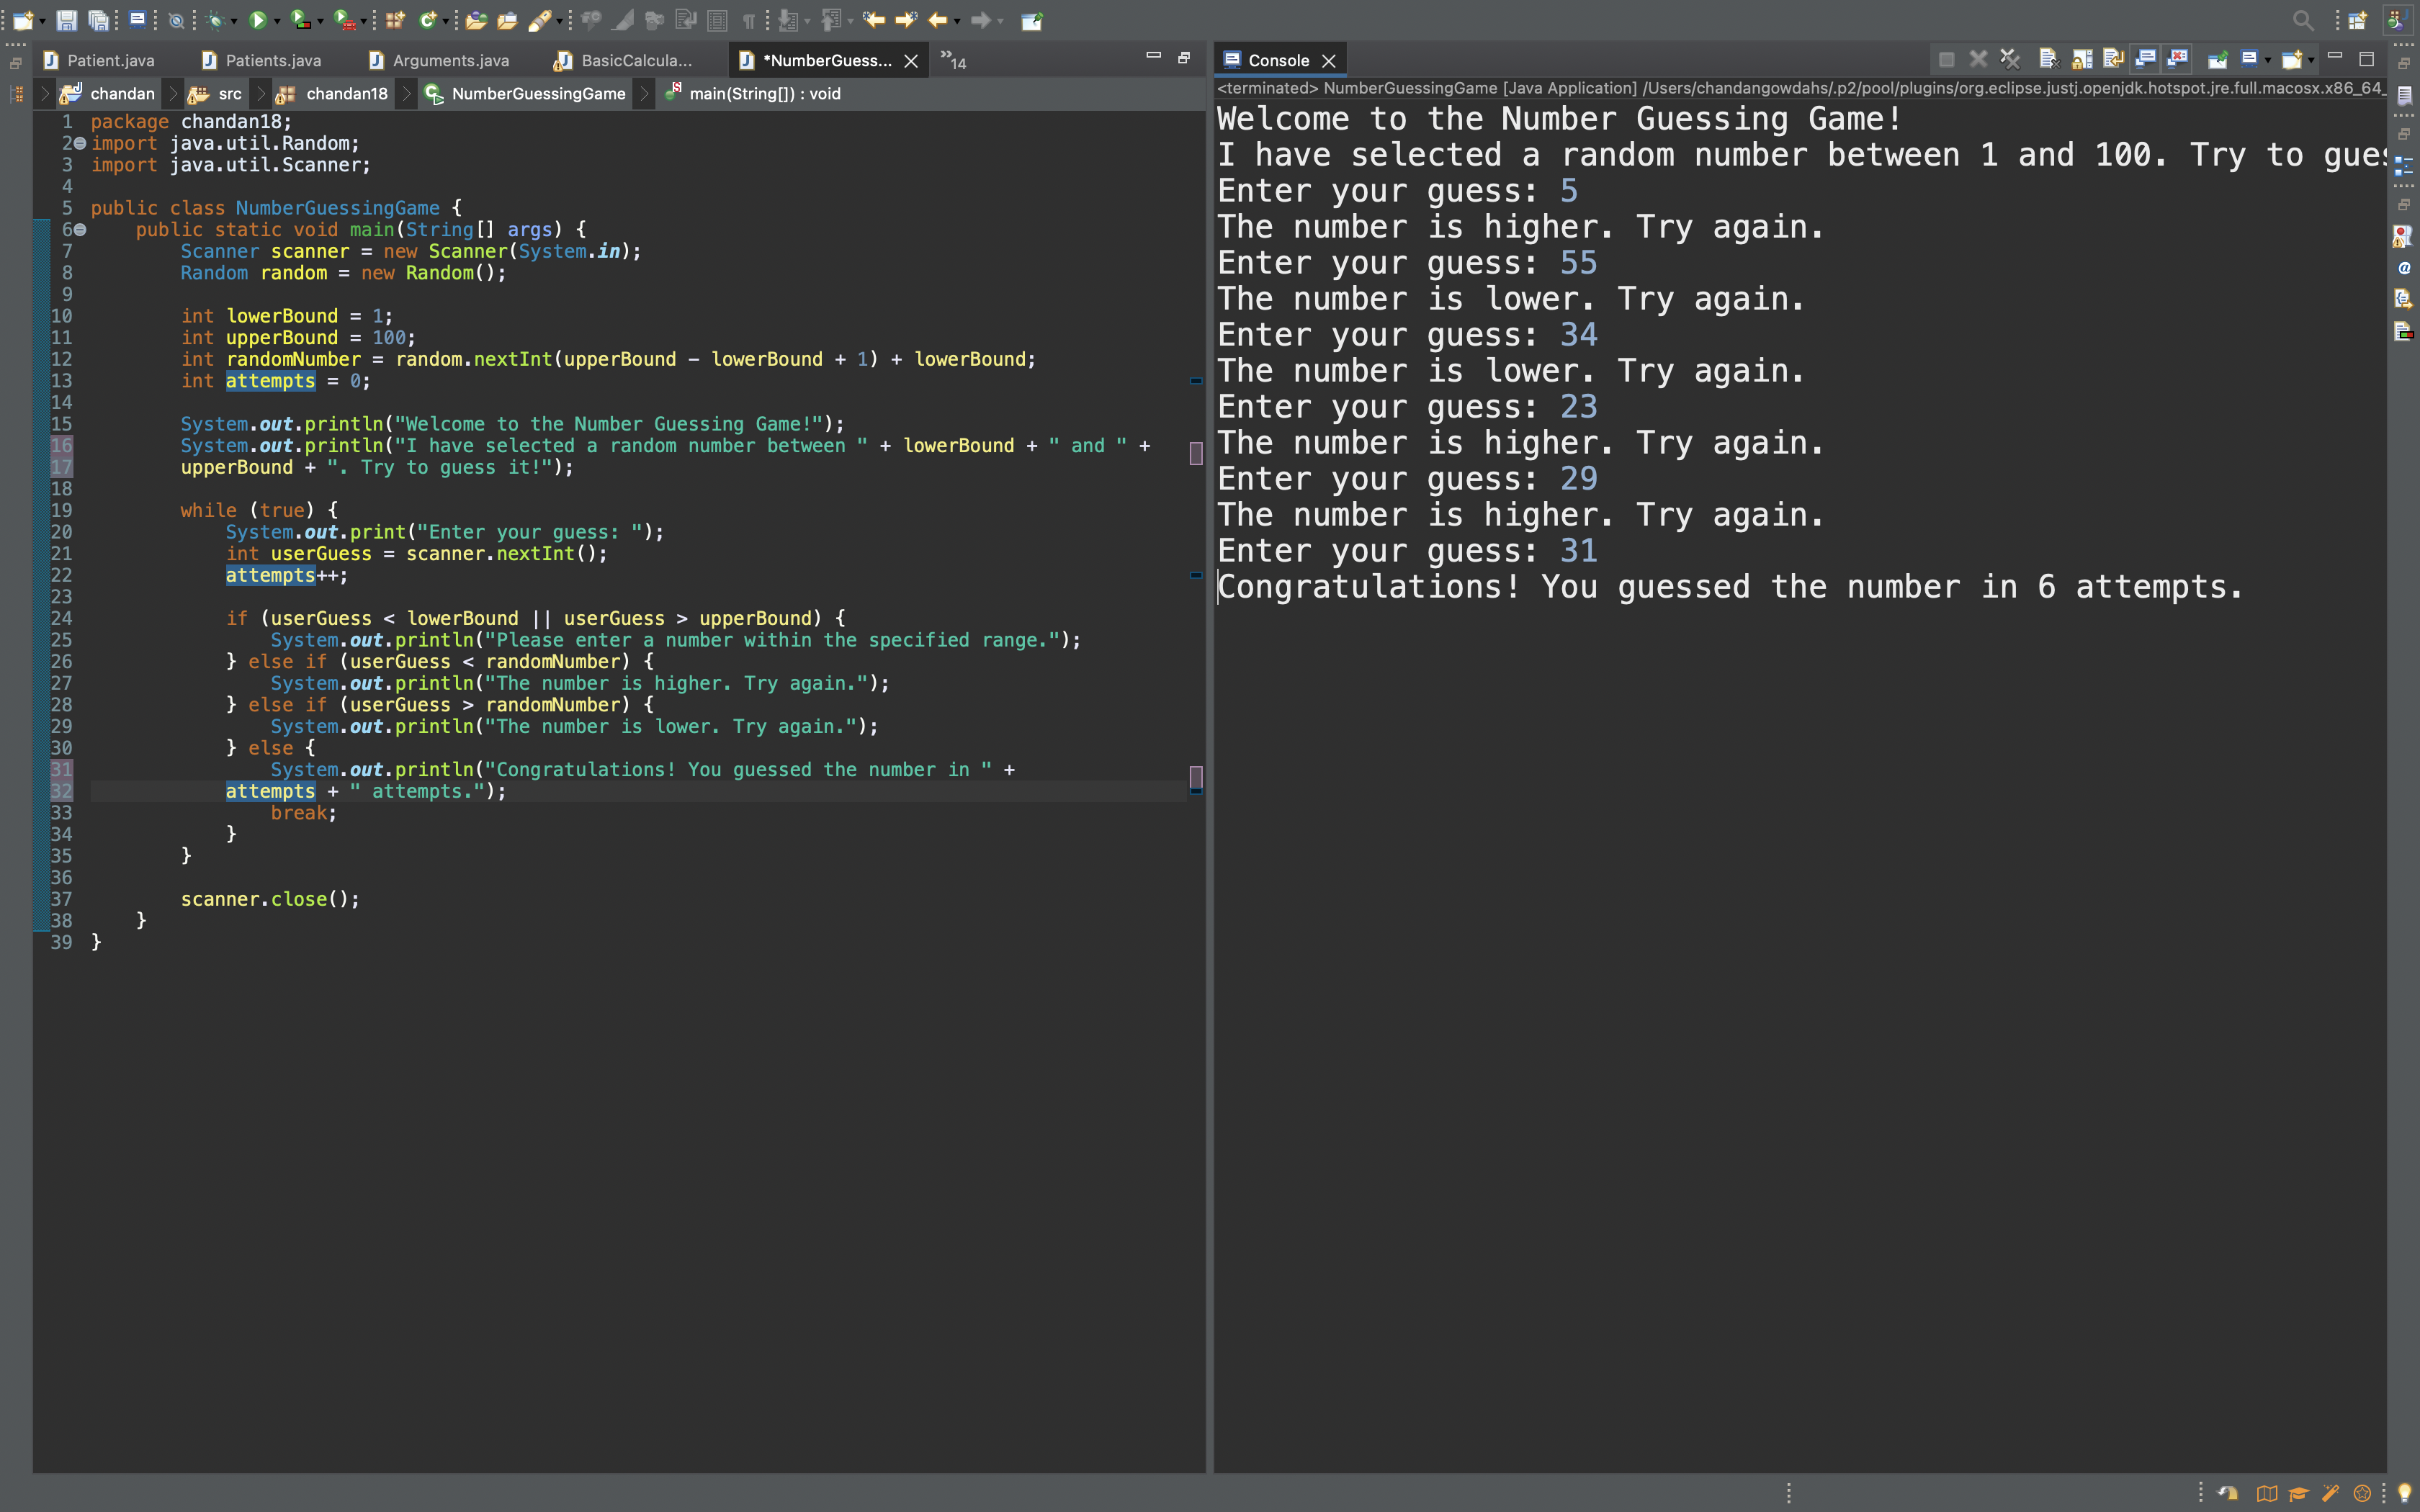 Patient.java Patients.java Arguments.java BasicCalcula... *NumberGuess... »14
chandan src chandan18 NumberGuessingGame main(String[]) : void
1 package chandan18;
2 import java.util.Random;
3 import java.util.Scanner;
4
5 public class NumberGuessingGame {
6     public static void main(String[] args) {
7         Scanner scanner = new Scanner(System.in);
8         Random random = new Random();
9
10         int lowerBound = 1;
11         int upperBound = 100;
12         int randomNumber = random.nextInt(upperBound - lowerBound + 1) + lowerBound;
13         int attempts = 0;
14
15         System.out.println("Welcome to the Number Guessing Game!");
16         System.out.println("I have selected a random number between " + lowerBound + " and " +
17         upperBound + ". Try to guess it!");
18
19         while (true) {
20             System.out.print("Enter your guess: ");
21             int userGuess = scanner.nextInt();
22             attempts++;
23
24             if (userGuess < lowerBound || userGuess > upperBound) {
25                 System.out.println("Please enter a number within the specified range.");
26             } else if (userGuess < randomNumber) {
27                 System.out.println("The number is higher. Try again.");
28             } else if (userGuess > randomNumber) {
29                 System.out.println("The number is lower. Try again.");
30             } else {
31                 System.out.println("Congratulations! You guessed the number in " +
32             attempts + " attempts.");
33                 break;
34             }
35         }
36
37         scanner.close();
38     }
39 }
Console
<terminated> NumberGuessingGame [Java Application] /Users/chandangowdahs/.p2/pool/plugins/org.eclipse.justj.openjdk.hotspot.jre.full.macosx.x86_64_
Welcome to the Number Guessing Game!
I have selected a random number between 1 and 100. Try to gues
Enter your guess: 5
The number is higher. Try again.
Enter your guess: 55
The number is lower. Try again.
Enter your guess: 34
The number is lower. Try again.
Enter your guess: 23
The number is higher. Try again.
Enter your guess: 29
The number is higher. Try again.
Enter your guess: 31
Congratulations! You guessed the number in 6 attempts.